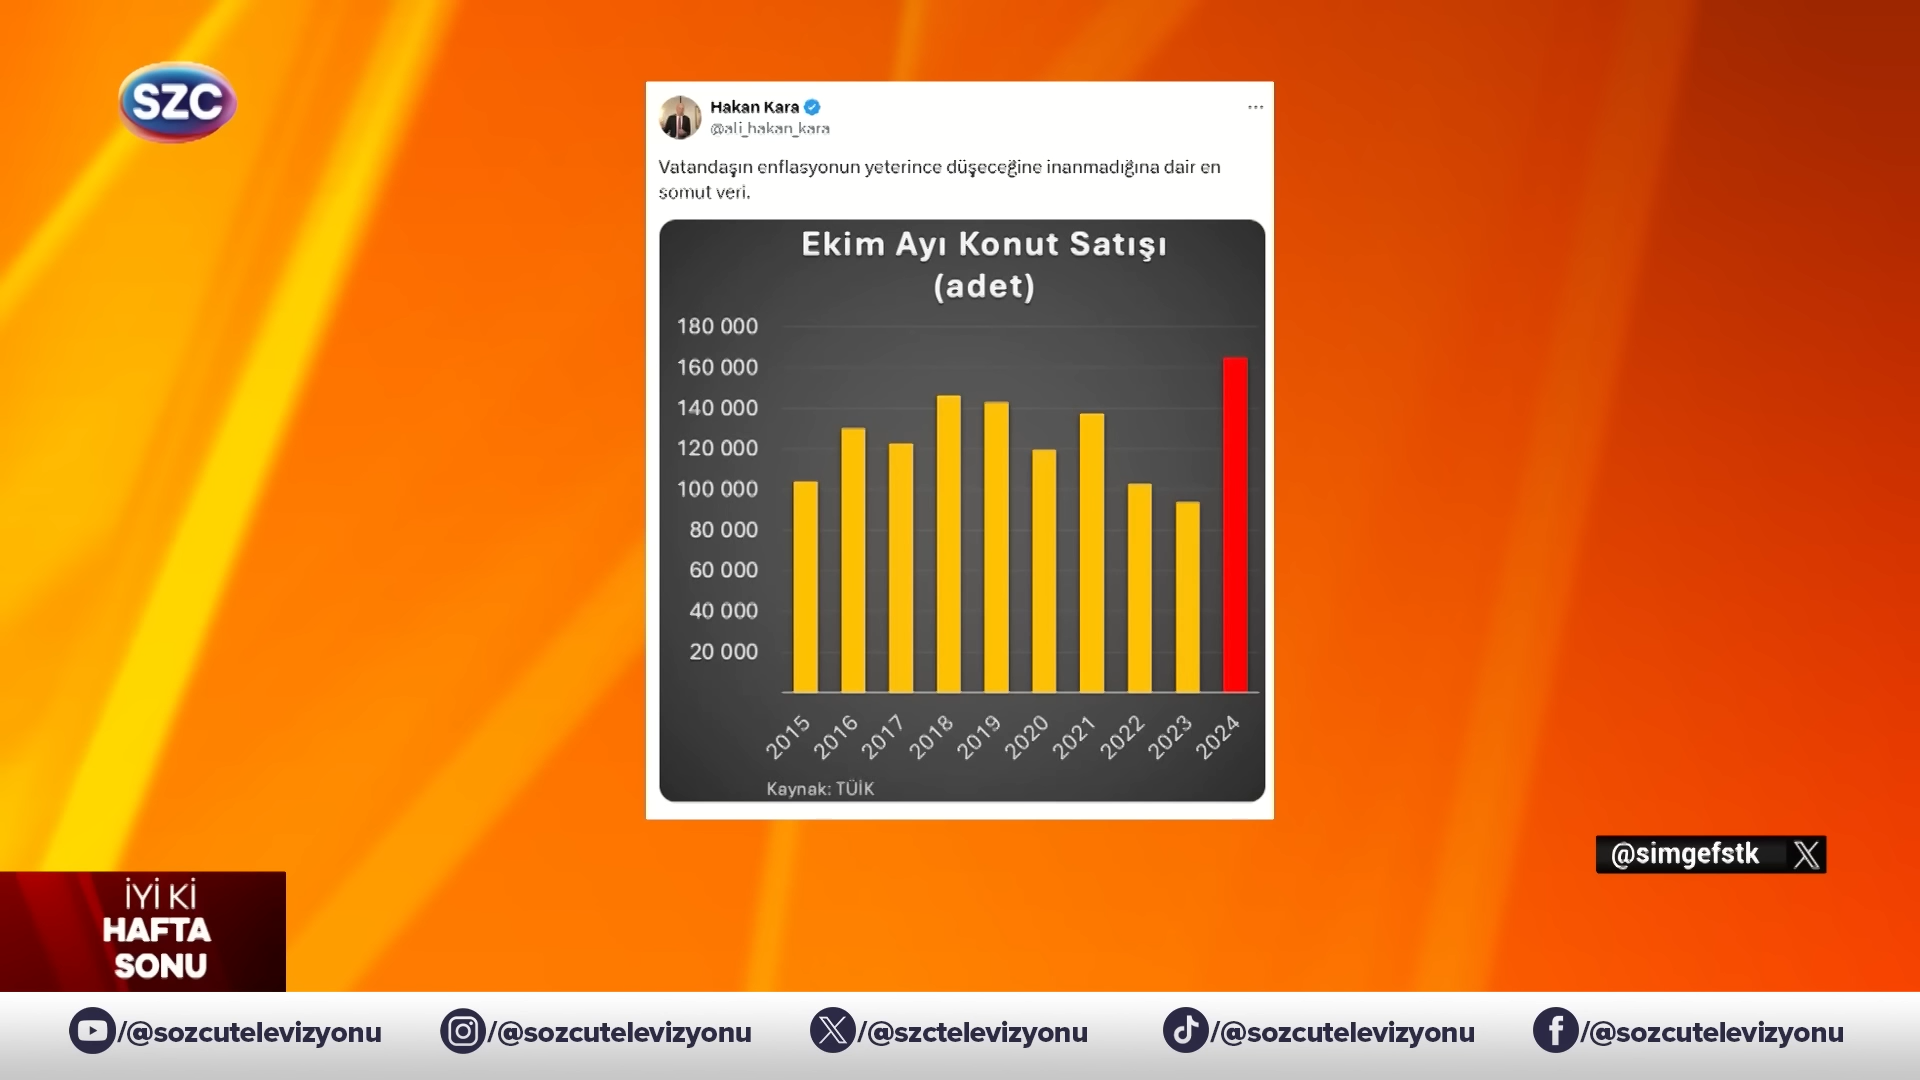 SZC
Hakan Kara
@ali_hakan_kara
Vatandaşın enflasyonun yeterince düşeceğine inanmadığına dair en
somut veri.
Ekim Ayı Konut Satışı
(adet)
180 000
160 000
140 000
120 000
100 000
80 000
60 000
40 000
20 000
2015 2016 2017 2018 2019 2020 2021 2022 2023 2024
Kaynak: TÜİK
@simgefstk X
İYİ Kİ
HAFTA
SONU
/@sozcutelevizyonu /@sozcutelevizyonu /@szctelevizyonu /@sozcutelevizyonu /@sozcutelevizyonu